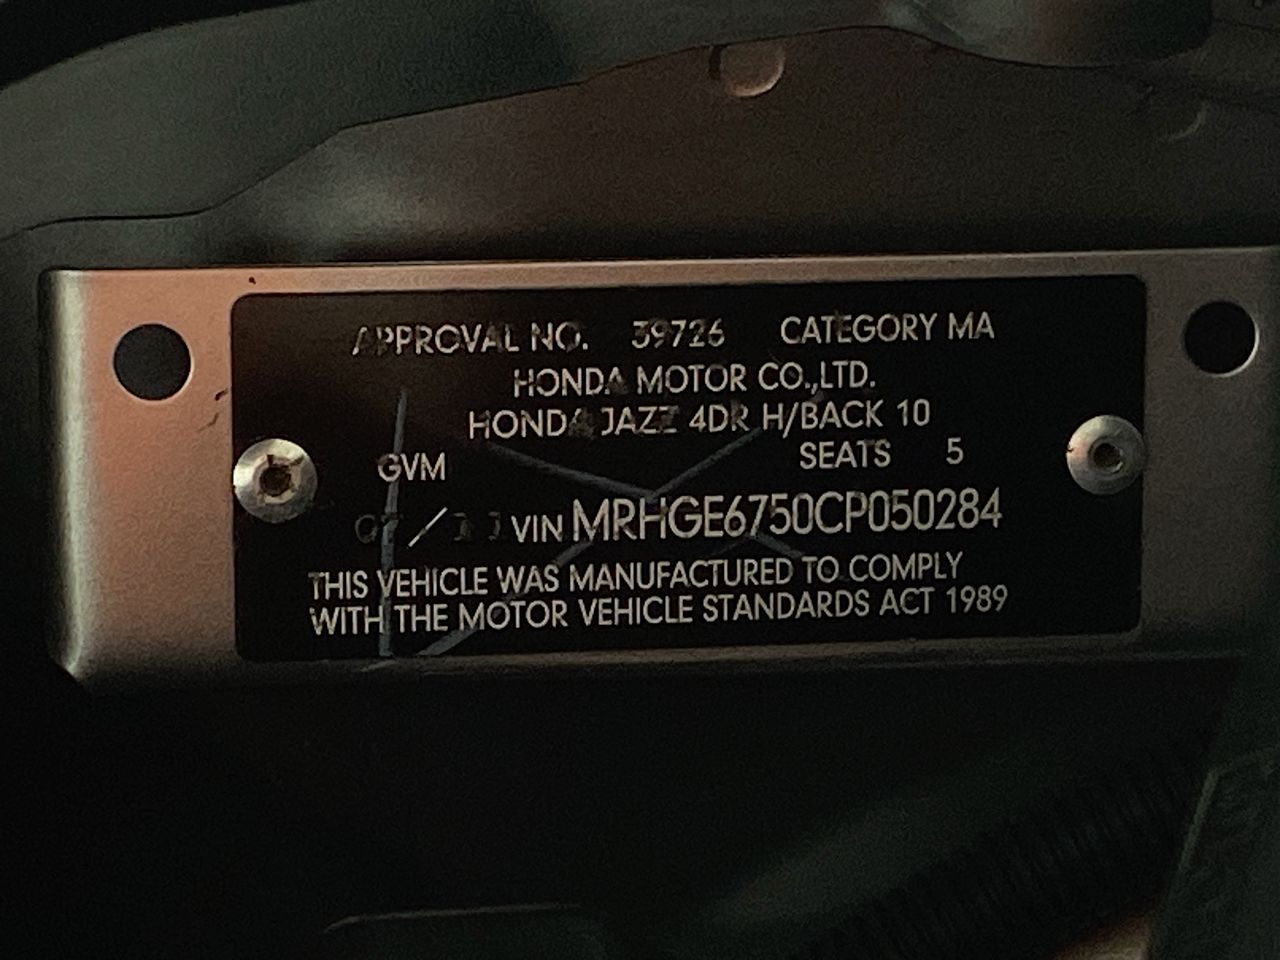 APPROVAL NO. 39726 CATEGORY MA
HONDA MOTOR CO.,LTD.
HONDA JAZZ 4DR H/BACK 10
GVM SEATS 5
VIN MRHGE6750CP050284
THIS VEHICLE WAS MANUFACTURED TO COMPLY
WITH THE MOTOR VEHICLE STANDARDS ACT 1989